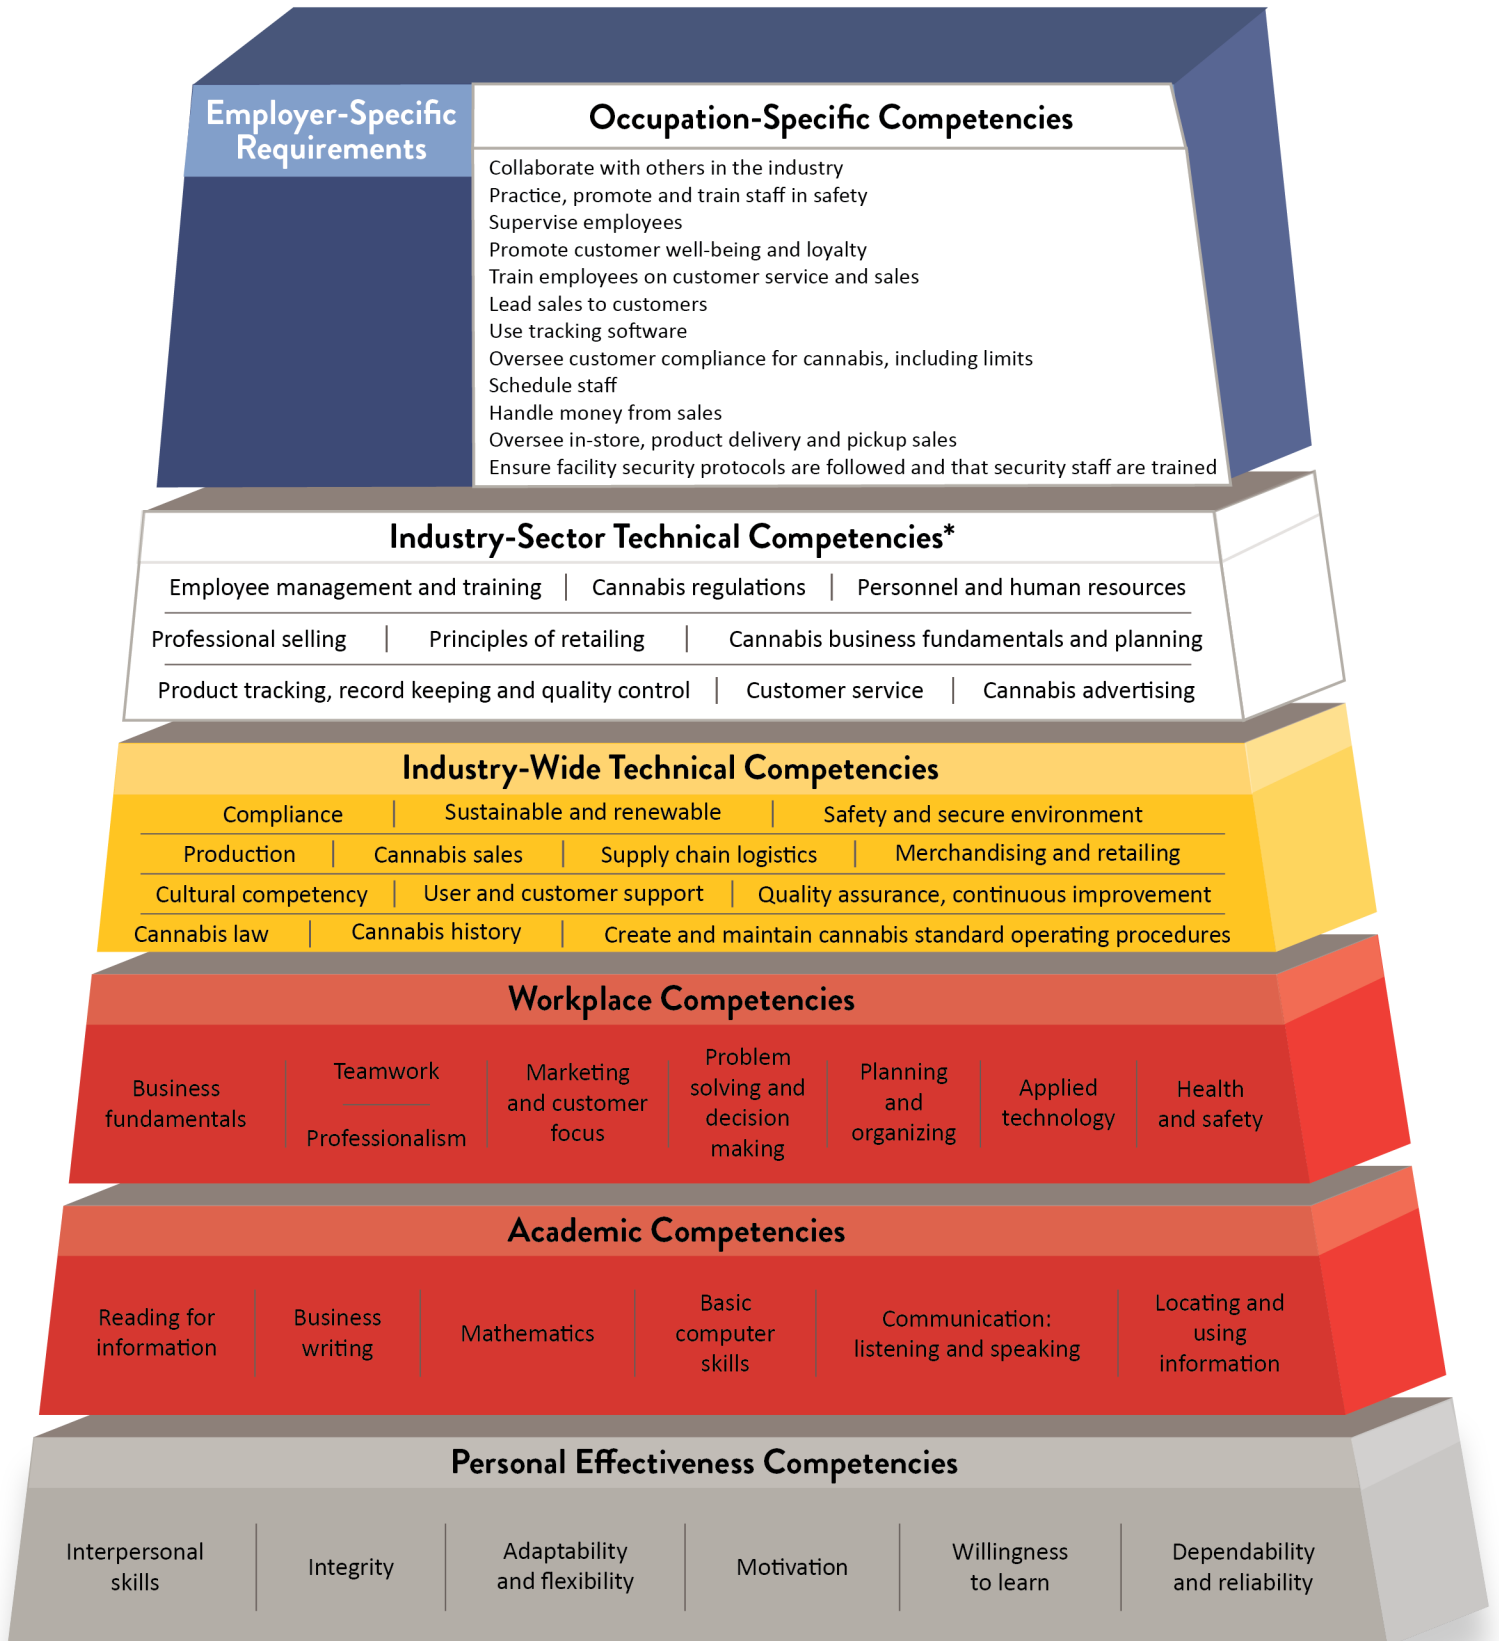 Employer-Specific
Requirements
Occupation-Specific Competencies
Collaborate with others in the industry
Practice, promote and train staff in safety
Supervise employees
Promote customer well-being and loyalty
Train employees on customer service and sales
Lead sales to customers
Use tracking software
Oversee customer compliance for cannabis, including limits
Schedule staff
Handle money from sales
Oversee in-store, product delivery and pickup sales
Ensure facility security protocols are followed and that security staff are trained
Industry-Sector Technical Competencies*
Employee management and training | Cannabis regulations | Personnel and human resources
Professional selling | Principles of retailing | Cannabis business fundamentals and planning
Product tracking, record keeping and quality control | Customer service | Cannabis advertising
Industry-Wide Technical Competencies
Compliance | Sustainable and renewable | Safety and secure environment
Production | Cannabis sales | Supply chain logistics | Merchandising and retailing
Cultural competency | User and customer support | Quality assurance, continuous improvement
Cannabis law | Cannabis history | Create and maintain cannabis standard operating procedures
Workplace Competencies
Business
fundamentals
Teamwork
Professionalism
Marketing
and customer
focus
Problem
solving and
decision
making
Planning
and
organizing
Applied
technology
Health
and safety
Academic Competencies
Reading for
information
Business
writing
Mathematics
Basic
computer
skills
Communication:
listening and speaking
Locating and
using
information
Personal Effectiveness Competencies
Interpersonal
skills
Integrity
Adaptability
and flexibility
Motivation
Willingness
to learn
Dependability
and reliability